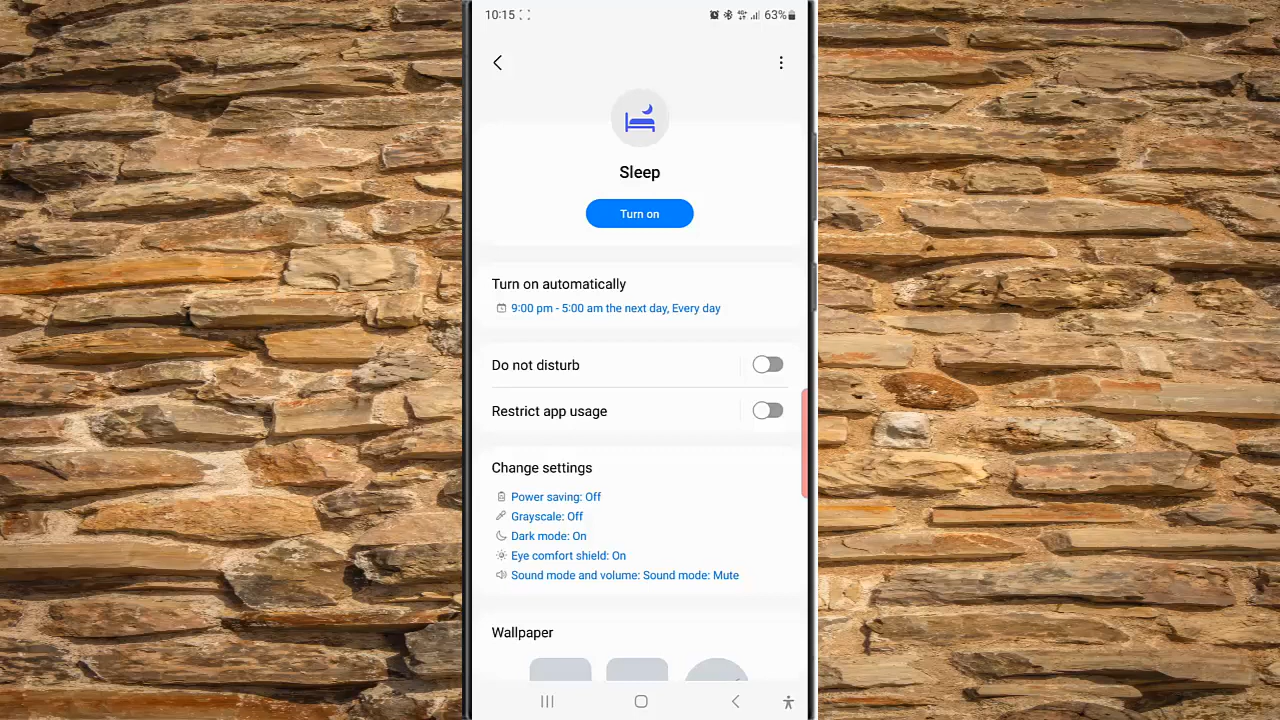 10:15
63%
Sleep
Turn on
Turn on automatically
9:00 pm - 5:00 am the next day, Every day
Do not disturb
Restrict app usage
Change settings
Power saving: Off
Grayscale: Off
Dark mode: On
Eye comfort shield: On
Sound mode and volume: Sound mode: Mute
Wallpaper